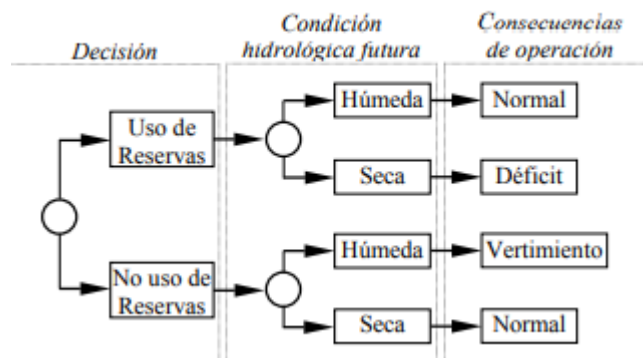 Decisión
Condición
hidrológica futura
Consecuencias
de operación
Uso de
Reservas
Húmeda
Normal
Seca
Déficit
No uso de
Reservas
Húmeda
Vertimiento
Seca
Normal